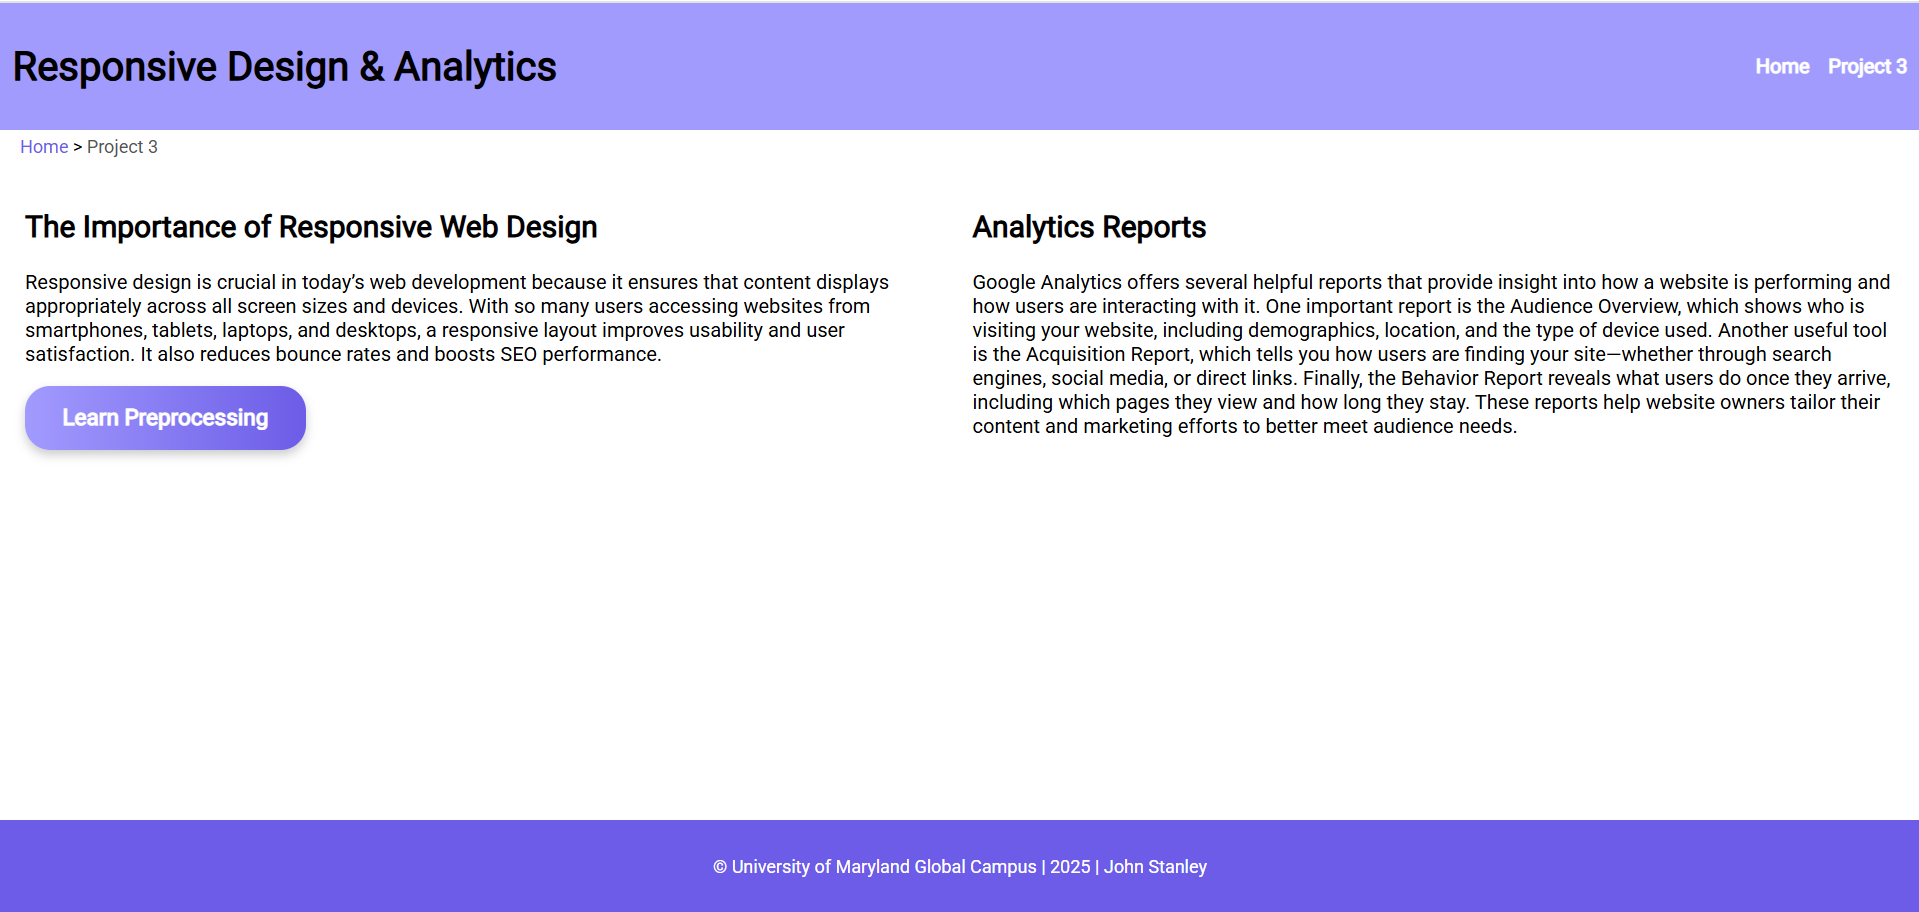 Responsive Design & Analytics
Home Project 3
Home > Project 3
The Importance of Responsive Web Design
Responsive design is crucial in today’s web development because it ensures that content displays
appropriately across all screen sizes and devices. With so many users accessing websites from
smartphones, tablets, laptops, and desktops, a responsive layout improves usability and user
satisfaction. It also reduces bounce rates and boosts SEO performance.
Learn Preprocessing
Analytics Reports
Google Analytics offers several helpful reports that provide insight into how a website is performing and
how users are interacting with it. One important report is the Audience Overview, which shows who is
visiting your website, including demographics, location, and the type of device used. Another useful tool
is the Acquisition Report, which tells you how users are finding your site—whether through search
engines, social media, or direct links. Finally, the Behavior Report reveals what users do once they arrive,
including which pages they view and how long they stay. These reports help website owners tailor their
content and marketing efforts to better meet audience needs.
© University of Maryland Global Campus | 2025 | John Stanley